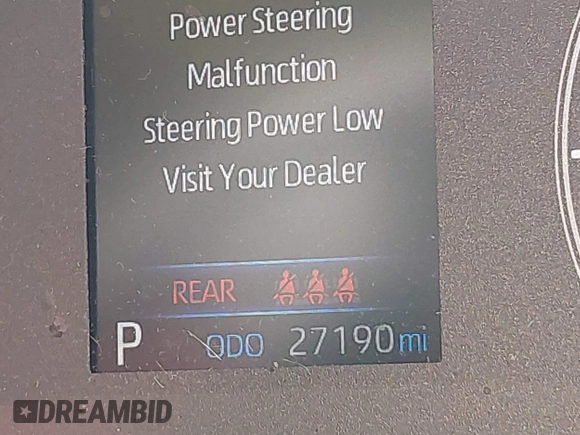 Power Steering
Malfunction
Steering Power Low
Visit Your Dealer
REAR
P ODO 27190 mi
DREAMBID